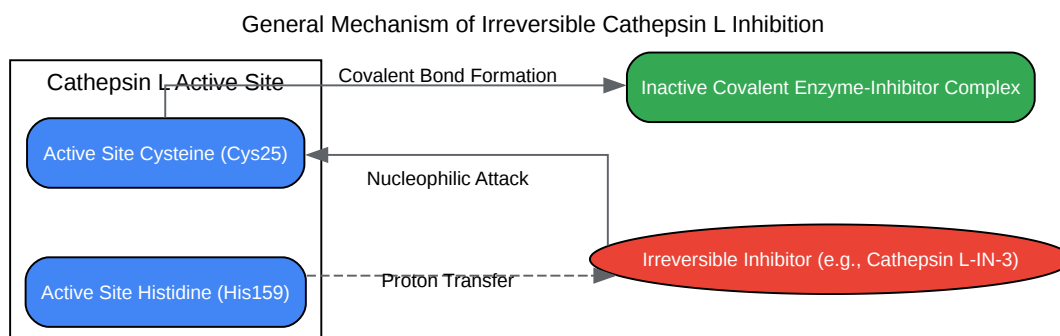 General Mechanism of Irreversible Cathepsin L Inhibition
Cathepsin L Active Site
Covalent Bond Formation
Inactive Covalent Enzyme-Inhibitor Complex
Active Site Cysteine (Cys25)
Nucleophilic Attack
Irreversible Inhibitor (e.g., Cathepsin L-IN-3)
Active Site Histidine (His159)
Proton Transfer